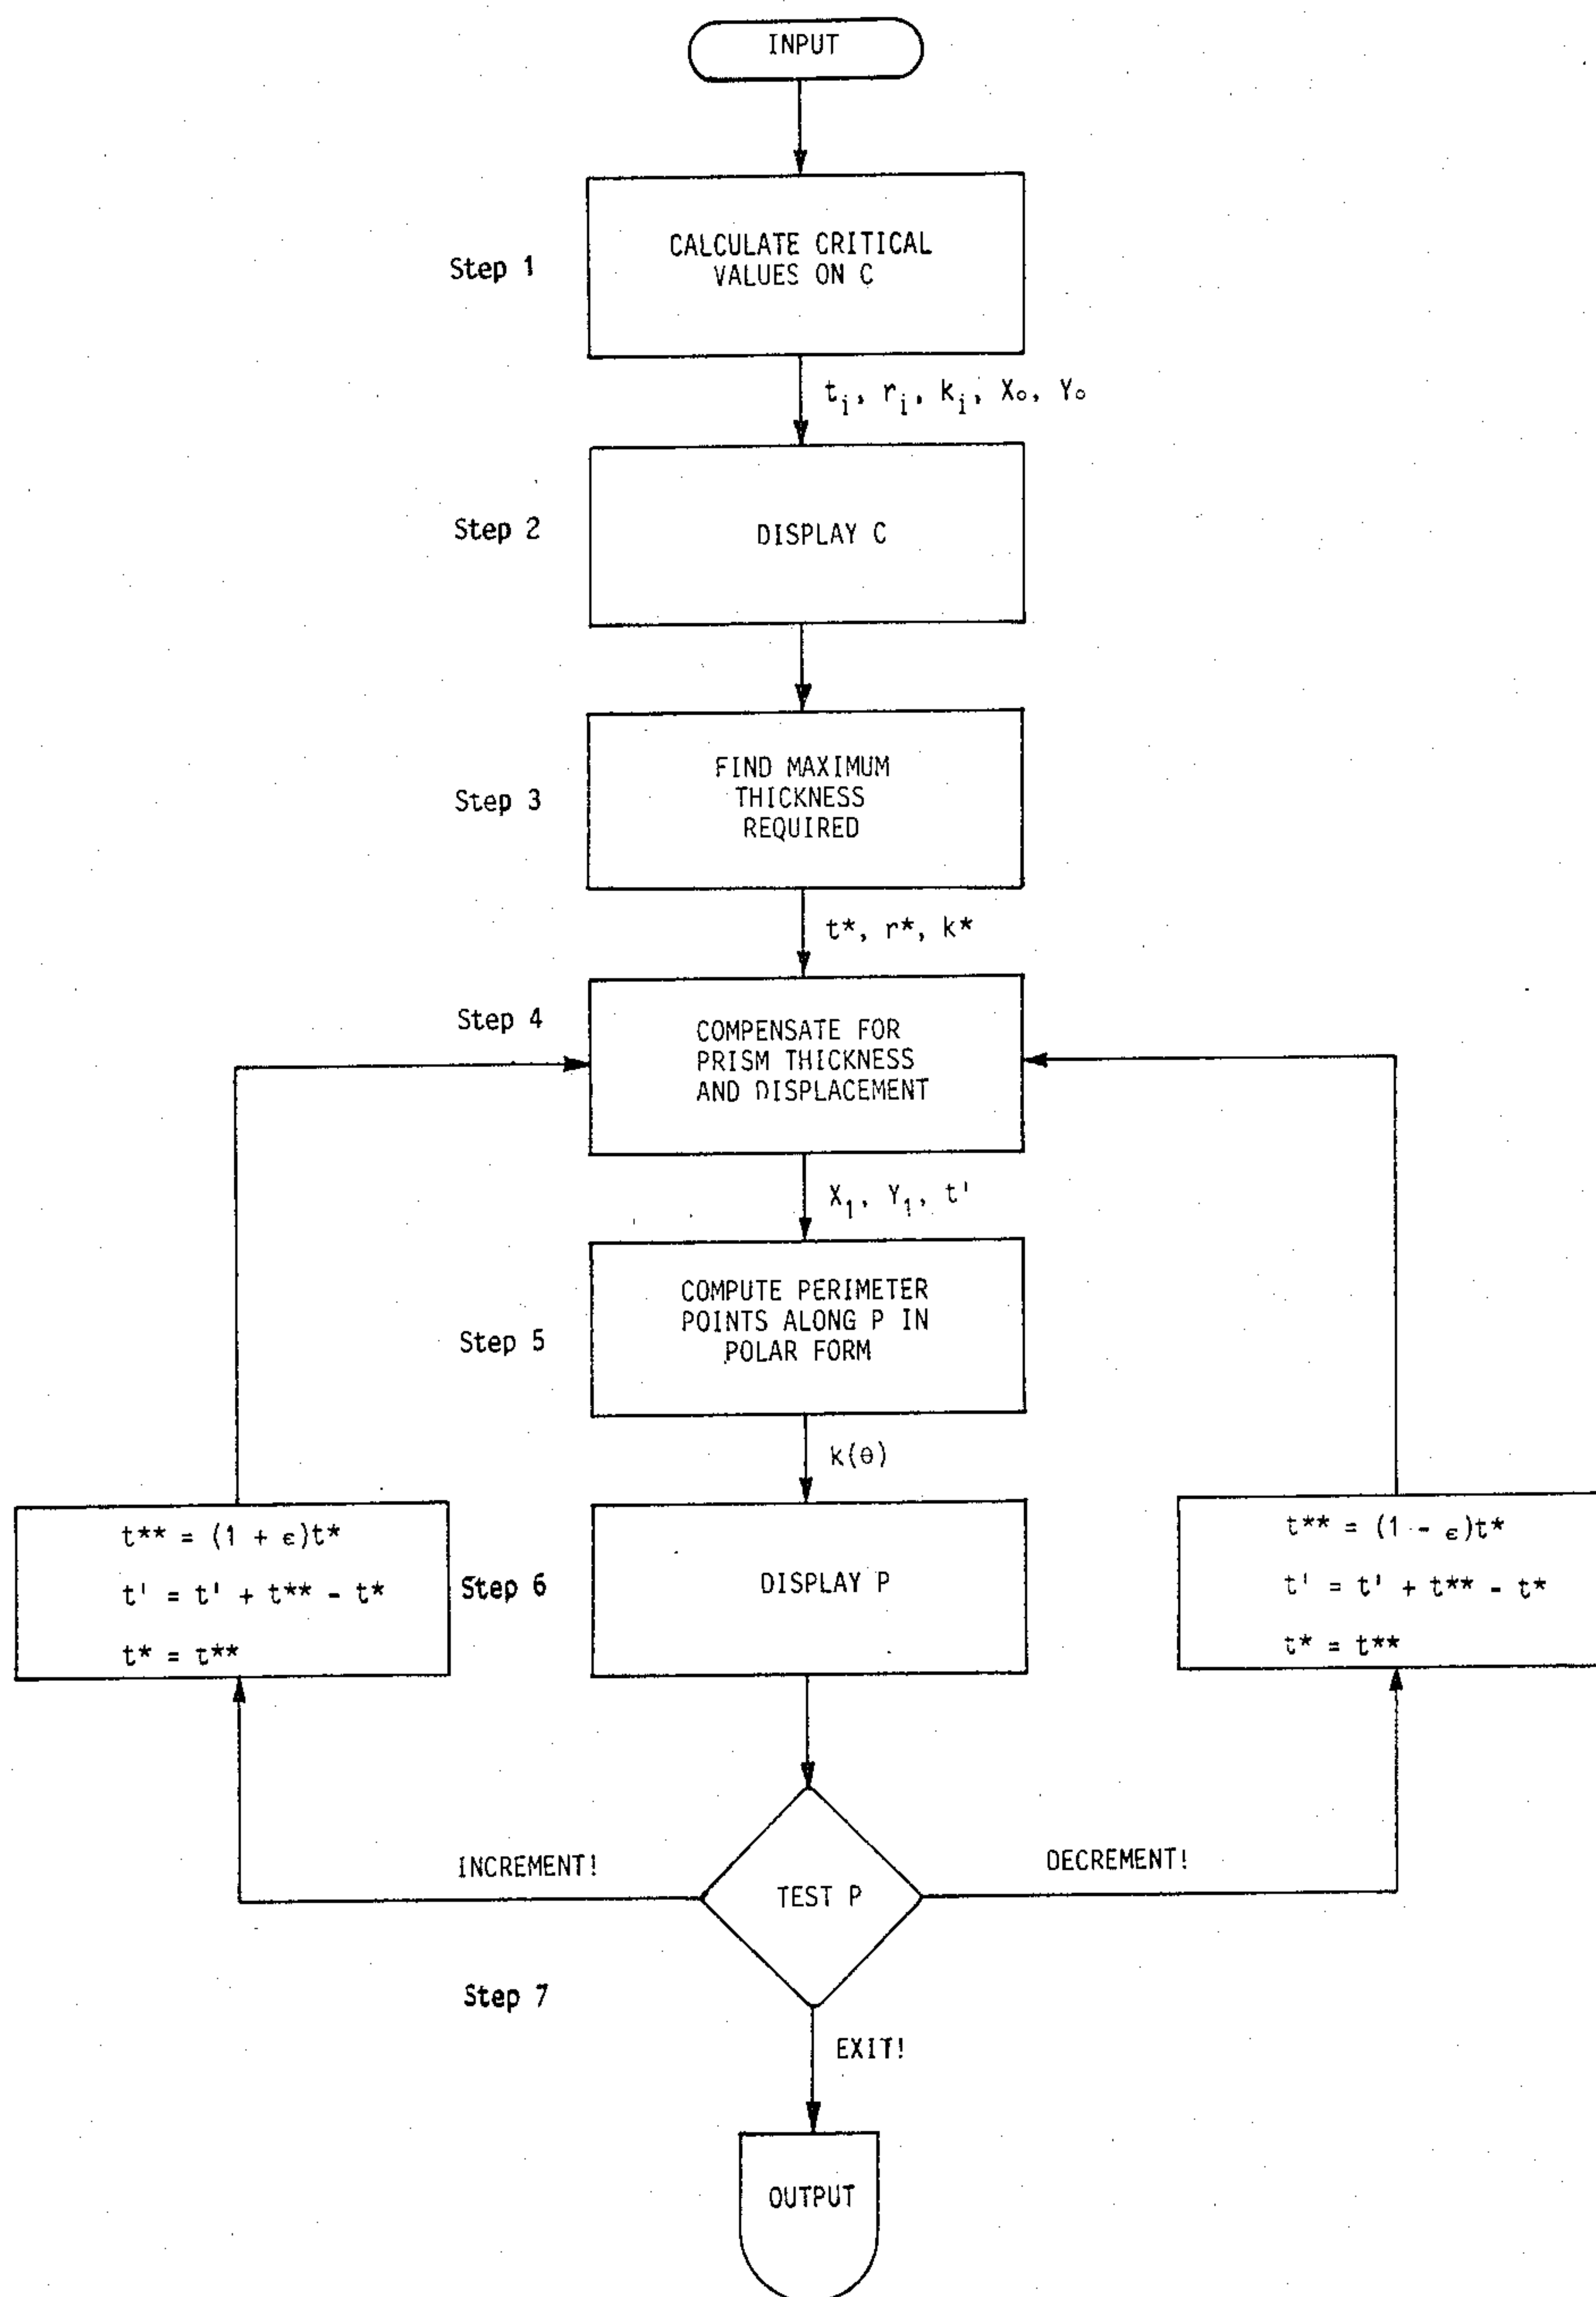 INPUT
Step 1
CALCULATE CRITICAL
VALUES ON C
tᵢ, rᵢ, kᵢ, X₀, Y₀
Step 2
DISPLAY C
Step 3
FIND MAXIMUM
THICKNESS
REQUIRED
t*, r*, k*
Step 4
COMPENSATE FOR
PRISM THICKNESS
AND DISPLACEMENT
X₁, Y₁, t'
Step 5
COMPUTE PERIMETER
POINTS ALONG P IN
POLAR FORM
k(θ)
t** = (1 + ε)t*
t' = t' + t** - t*
t* = t**
Step 6
DISPLAY P
t** = (1 - ε)t*
t' = t' + t** - t*
t* = t**
INCREMENT!
TEST P
DECREMENT!
Step 7
EXIT!
OUTPUT